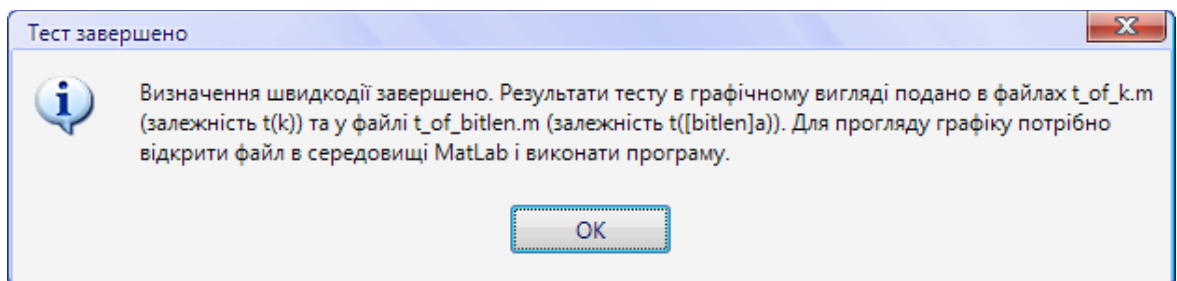 Тест завершено
Визначення швидкодії завершено. Результати тесту в графічному вигляді подано в файлах t_of_k.m
(залежність t(k)) та у файлі t_of_bitlen.m (залежність t([bitlen]a)). Для прогляду графіку потрібно
відкрити файл в середовищі MatLab і виконати програму.
OK